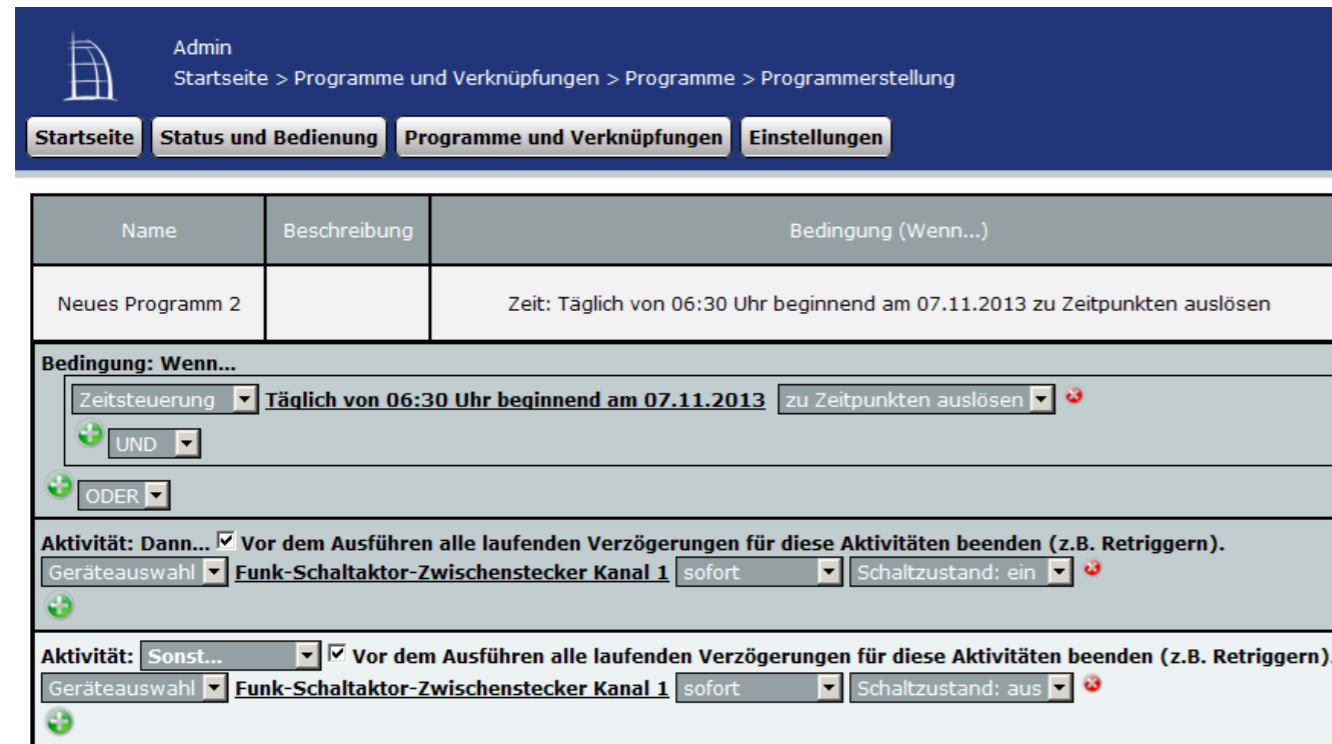 Admin
Startseite > Programme und Verknüpfungen > Programme > Programmerstellung
Startseite Status und Bedienung Programme und Verknüpfungen Einstellungen
Name Beschreibung Bedingung (Wenn...)
Neues Programm 2 Zeit: Täglich von 06:30 Uhr beginnend am 07.11.2013 zu Zeitpunkten auslösen
Bedingung: Wenn...
Zeitsteuerung Täglich von 06:30 Uhr beginnend am 07.11.2013 zu Zeitpunkten auslösen
UND
ODER
Aktivität: Dann... Vor dem Ausführen alle laufenden Verzögerungen für diese Aktivitäten beenden (z.B. Retriggern).
Geräteauswahl Funk-Schaltaktor-Zwischenstecker Kanal 1 sofort Schaltzustand: ein
Aktivität: Sonst... Vor dem Ausführen alle laufenden Verzögerungen für diese Aktivitäten beenden (z.B. Retriggern).
Geräteauswahl Funk-Schaltaktor-Zwischenstecker Kanal 1 sofort Schaltzustand: aus